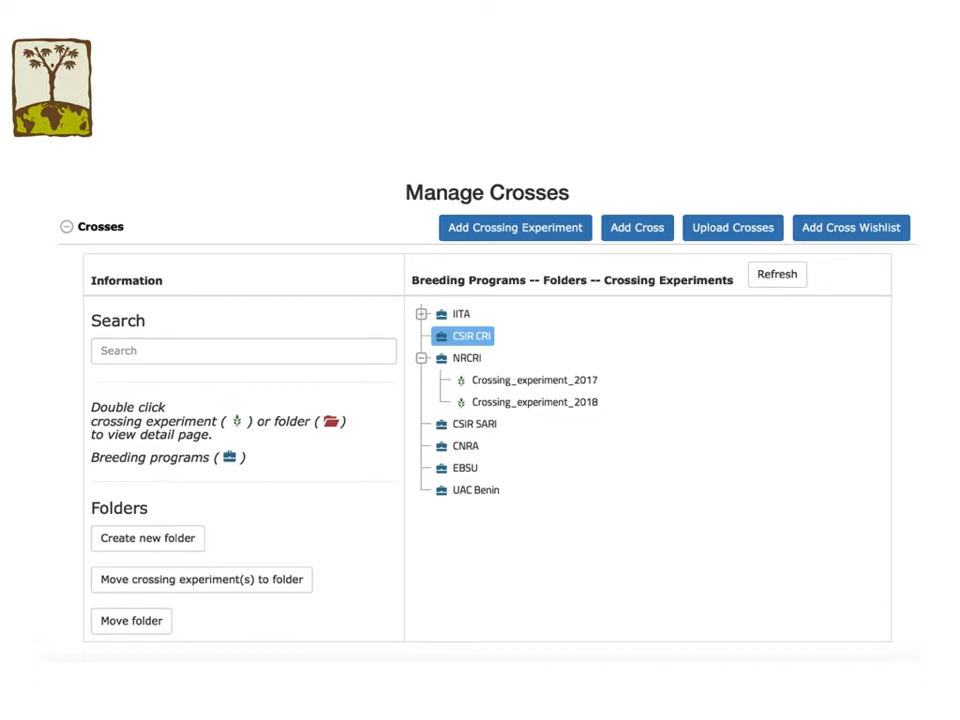 Manage Crosses
Crosses
Add Crossing Experiment
Add Cross
Upload Crosses
Add Cross Wishlist
Information
Search
Search
Double click
crossing experiment ( ) or folder ( )
to view detail page.
Breeding programs ( )
Folders
Create new folder
Move crossing experiment(s) to folder
Move folder
Breeding Programs -- Folders -- Crossing Experiments
Refresh
IITA
CSIR CRI
NRCRI
Crossing_experiment_2017
Crossing_experiment_2018
CSIR SARI
CNRA
EBSU
UAC Benin